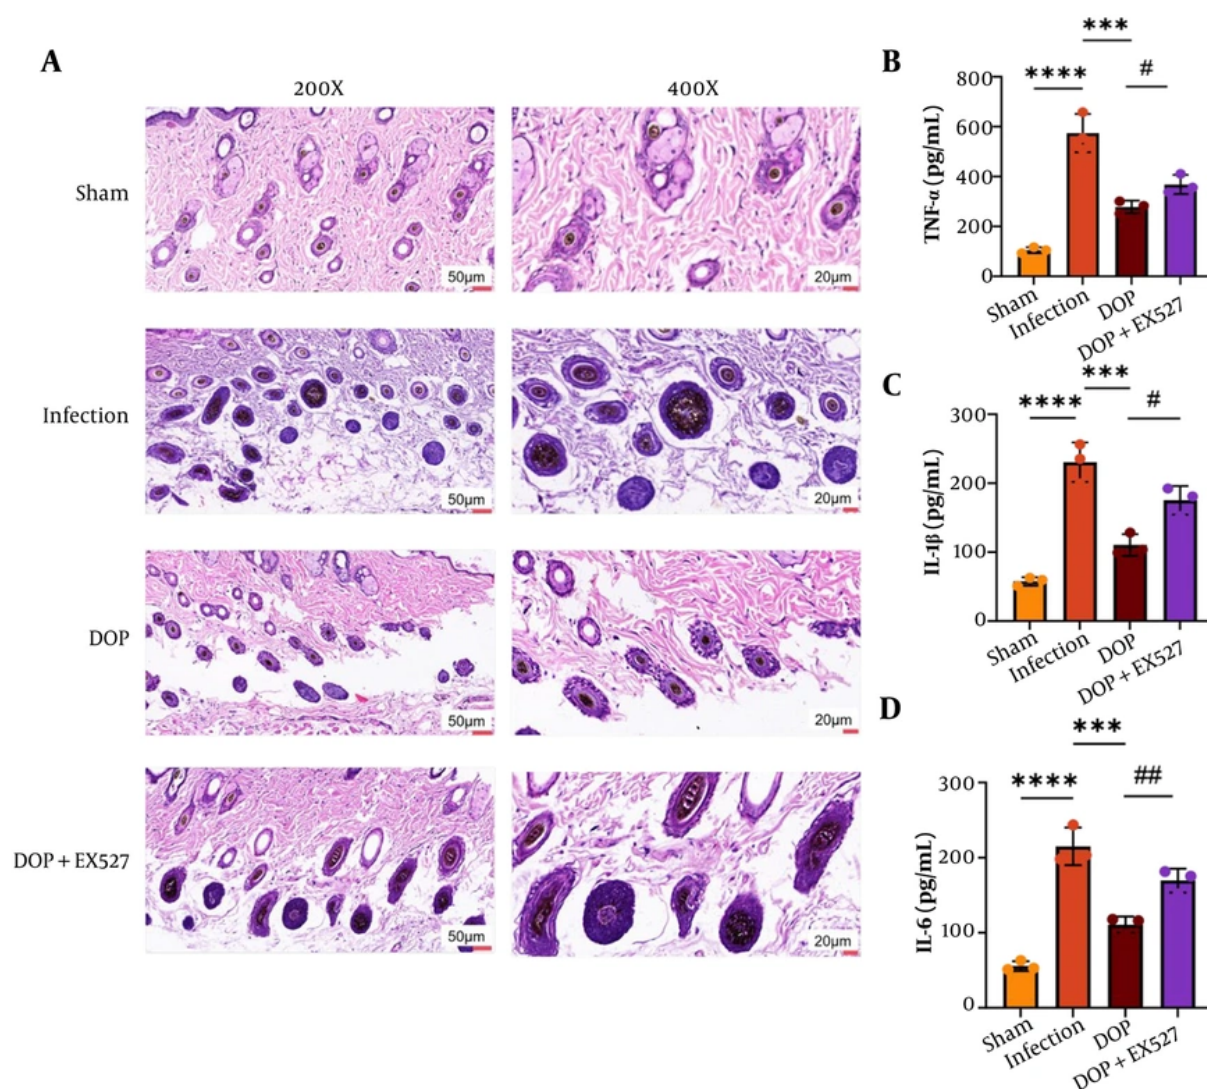 A
200X
400X
Sham
50μm
20μm
Infection
50μm
20μm
DOP
50μm
20μm
DOP + EX527
50μm
20μm
B
***
****
#
TNF-α (pg/mL)
800
600
400
200
0
Sham
Infection
DOP
DOP + EX527
C
***
****
#
IL-1β (pg/mL)
300
200
100
0
Sham
Infection
DOP
DOP + EX527
D
***
****
##
IL-6 (pg/mL)
300
200
100
0
Sham
Infection
DOP
DOP + EX527